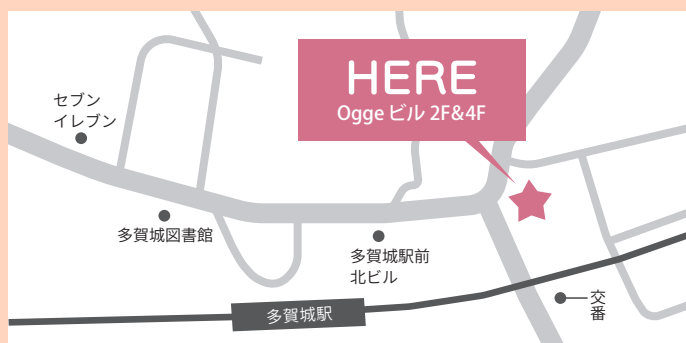 HERE
Ogge ビル 2F&4F
セブン
イレブン
多賀城図書館
多賀城駅前
北ビル
多賀城駅
交
番